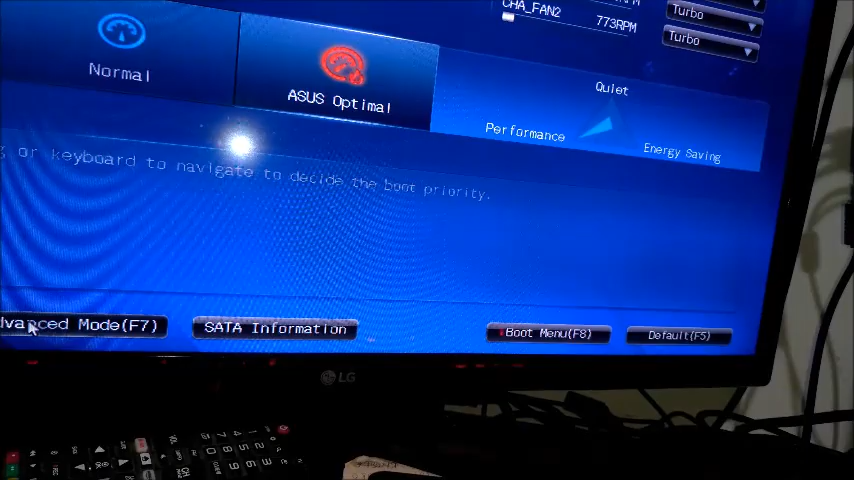 CHA_FAN2 773RPM
Turbo
Turbo
Normal
ASUS Optimal
Quiet
Performance
Energy Saving
or keyboard to navigate to decide the boot priority.
dvanced Mode(F7)
SATA Information
Boot Menu(F8)
Default(F5)
LG